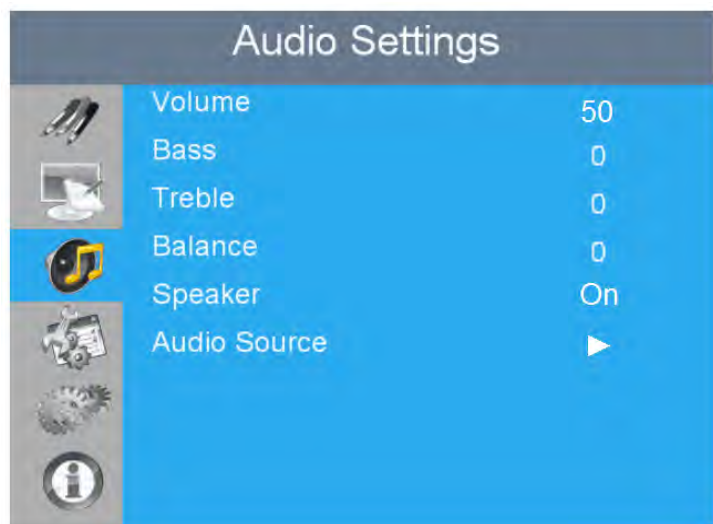 Audio Settings
Volume 50
Bass 0
Treble 0
Balance 0
Speaker On
Audio Source